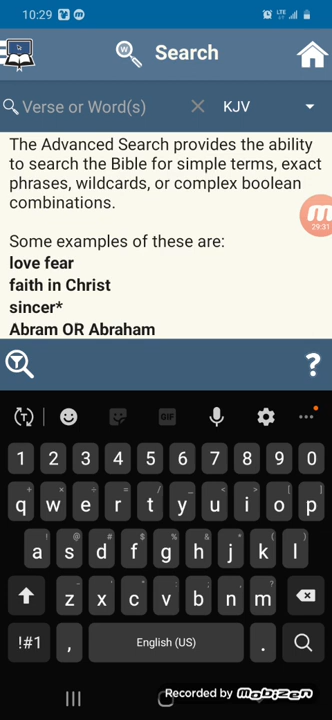 10:29
LTE
W
Search
Verse or Word(s)
KJV
The Advanced Search provides the ability
to search the Bible for simple terms, exact
phrases, wildcards, or complex boolean
combinations.
29:31
Some examples of these are:
love fear
faith in Christ
sincer*
Abram OR Abraham
?
T GIF
1 2 3 4 5 6 7 8 9 0
q w e r t y u i o p
a s d f g h j k l
z x c v b n m
!#1 , English (US) .
Recorded by mobizen